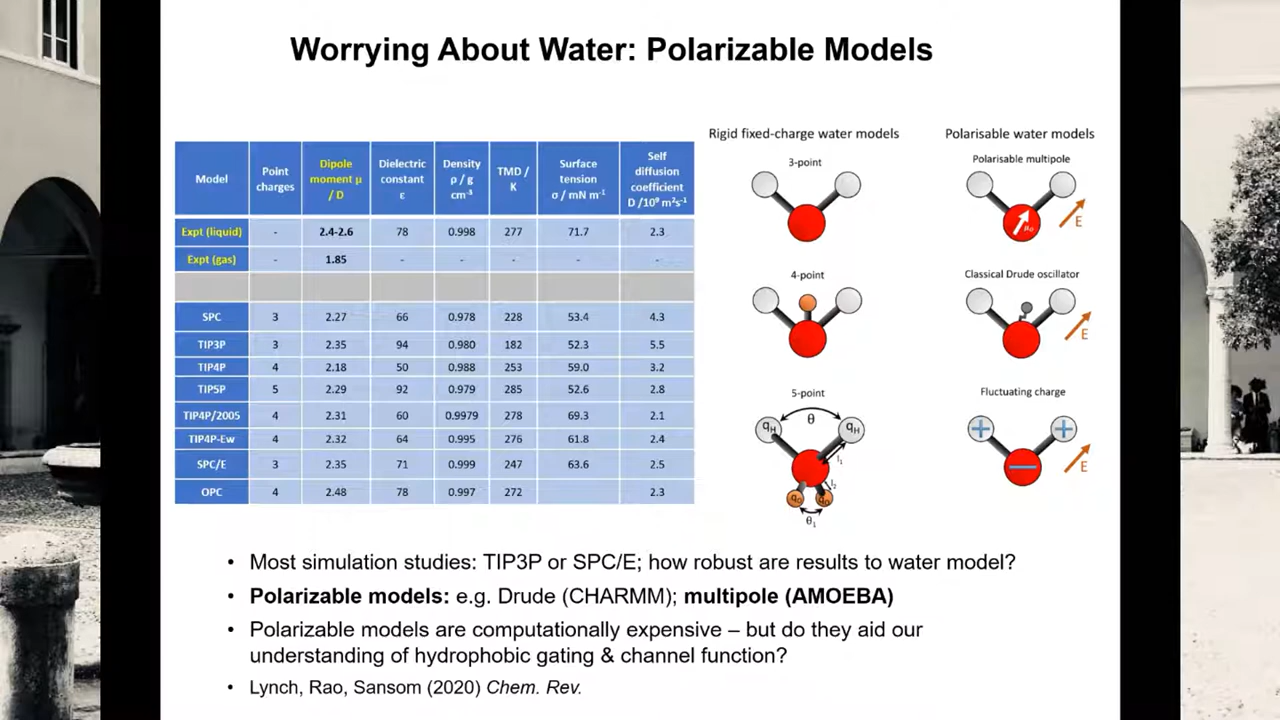 Worrying About Water: Polarizable Models
Model Point charges Dipole moment μ / D Dielectric constant ε Density ρ / g cm⁻³ TMD / K Surface tension σ / mN m⁻¹ Self diffusion coefficient D /10⁹ m²s⁻¹
Expt (liquid) - 2.4-2.6 78 0.998 277 71.7 2.3
Expt (gas) - 1.85 - - - - -
SPC 3 2.27 66 0.978 228 53.4 4.3
TIP3P 3 2.35 94 0.980 182 52.3 5.5
TIP4P 4 2.18 50 0.988 253 59.0 3.2
TIP5P 5 2.29 92 0.979 285 52.6 2.8
TIP4P/2005 4 2.31 60 0.9979 278 69.3 2.1
TIP4P-Ew 4 2.32 64 0.995 276 61.8 2.4
SPC/E 3 2.35 71 0.999 247 63.6 2.5
OPC 4 2.48 78 0.997 272 2.3
Rigid fixed-charge water models
3-point
4-point
5-point
θ
qH qH
l₁
l₂
q₀ q₀
θ₁
Polarisable water models
Polarisable multipole
μ₀
E
Classical Drude oscillator
E
Fluctuating charge
+ +
−
E
• Most simulation studies: TIP3P or SPC/E; how robust are results to water model?
• Polarizable models: e.g. Drude (CHARMM); multipole (AMOEBA)
• Polarizable models are computationally expensive – but do they aid our
understanding of hydrophobic gating & channel function?
• Lynch, Rao, Sansom (2020) Chem. Rev.